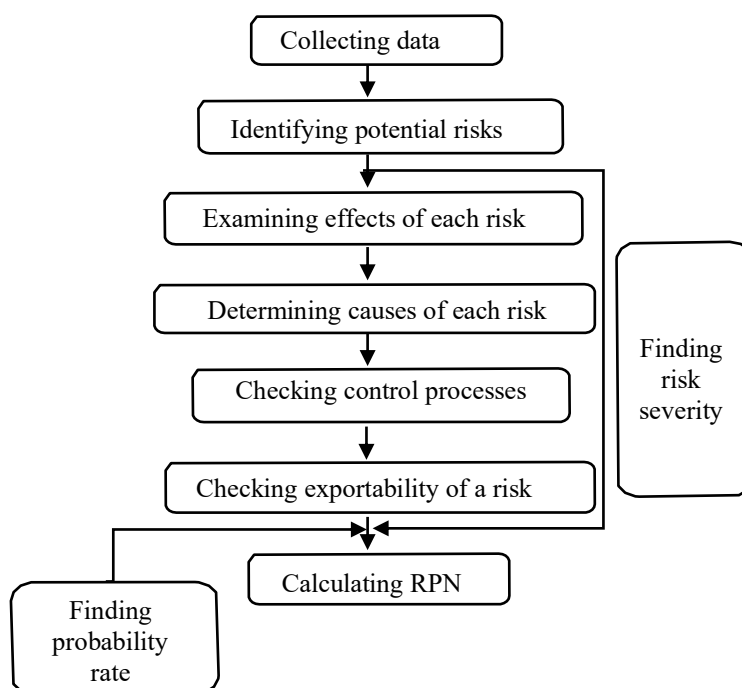 Collecting data
Identifying potential risks
Examining effects of each risk
Determining causes of each risk
Checking control processes
Checking exportability of a risk
Calculating RPN
Finding
risk
severity
Finding
probability
rate